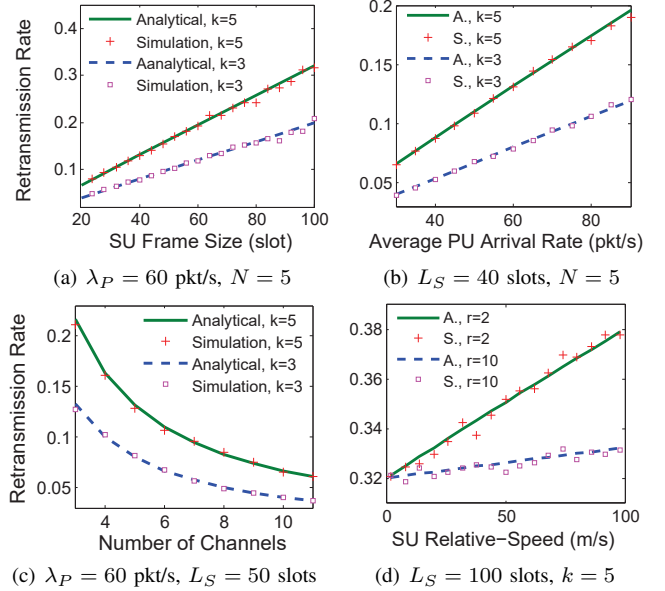 Retransmission Rate
0.4
0.3
0.2
0.1
20 40 60 80 100
SU Frame Size (slot)
Analytical, k=5
Simulation, k=5
Aanalytical, k=3
Simulation, k=3
(a) λ_P = 60 pkt/s, N = 5
0.2
0.15
0.1
0.05
40 60 80
Average PU Arrival Rate (pkt/s)
A., k=5
S., k=5
A., k=3
S., k=3
(b) L_S = 40 slots, N = 5
Retransmission Rate
0.2
0.15
0.1
0.05
4 6 8 10
Number of Channels
Analytical, k=5
Simulation, k=5
Analytical, k=3
Simulation, k=3
(c) λ_P = 60 pkt/s, L_S = 50 slots
0.38
0.36
0.34
0.32
0 50 100
SU Relative-Speed (m/s)
A., r=2
S., r=2
A., r=10
S., r=10
(d) L_S = 100 slots, k = 5